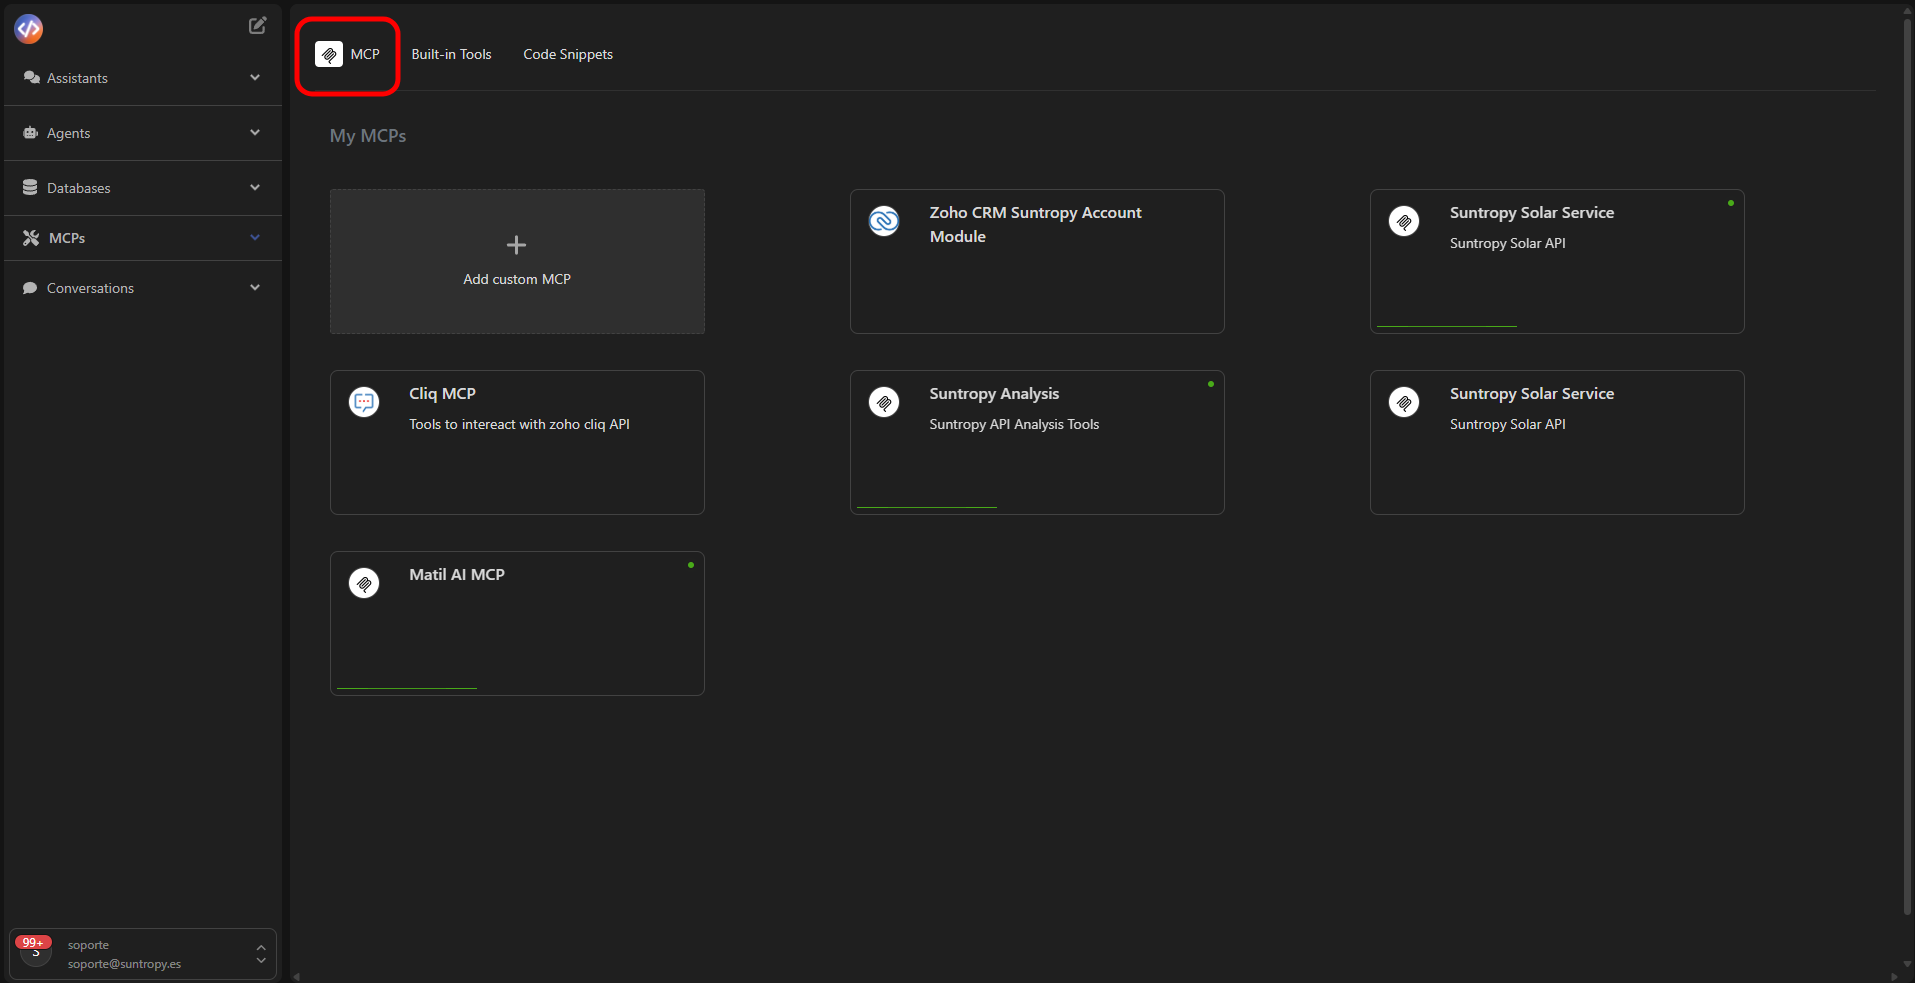 Assistants
Agents
Databases
MCPs
Conversations
99+
S
soporte
soporte@suntropy.es
MCP
Built-in Tools
Code Snippets
My MCPs
Add custom MCP
Zoho CRM Suntropy Account
Module
Suntropy Solar Service
Suntropy Solar API
Cliq MCP
Tools to intereact with zoho cliq API
Suntropy Analysis
Suntropy API Analysis Tools
Suntropy Solar Service
Suntropy Solar API
Matil AI MCP